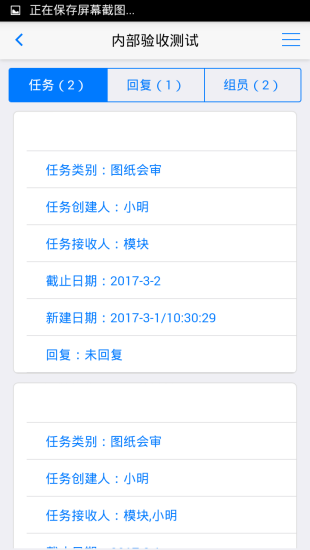 正在保存屏幕截图...
内部验收测试
任务（2）
回复（1）
组员（2）
任务类别：图纸会审
任务创建人：小明
任务接收人：模块
截止日期：2017-3-2
新建日期：2017-3-1/10:30:29
回复：未回复
任务类别：图纸会审
任务创建人：小明
任务接收人：模块,小明